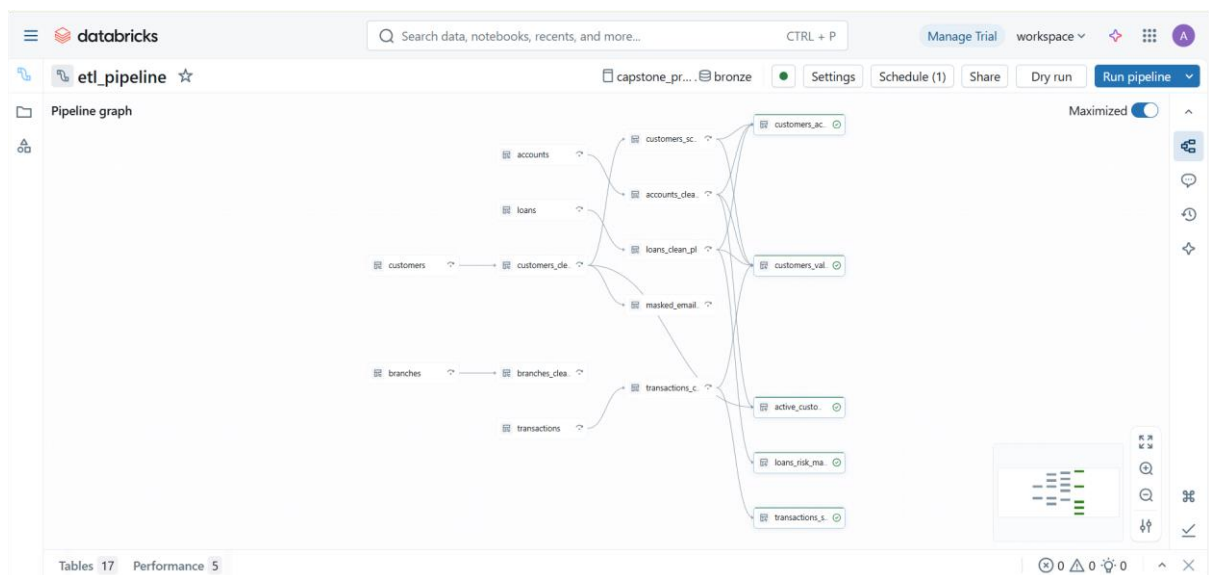 databricks
Search data, notebooks, recents, and more...
CTRL + P
Manage Trial
workspace
A
etl_pipeline
capstone_pr....
bronze
Settings
Schedule (1)
Share
Dry run
Run pipeline
Pipeline graph
Maximized
customers_ac..
customers_sc..
accounts
accounts_clea..
loans
loans_clean_pl
customers
customers_cle..
customers_val..
masked_email..
branches
branches_clea..
transactions_c..
active_custo..
transactions
loans_risk_ma..
transactions_s..
Tables 17
Performance 5
0
0
0